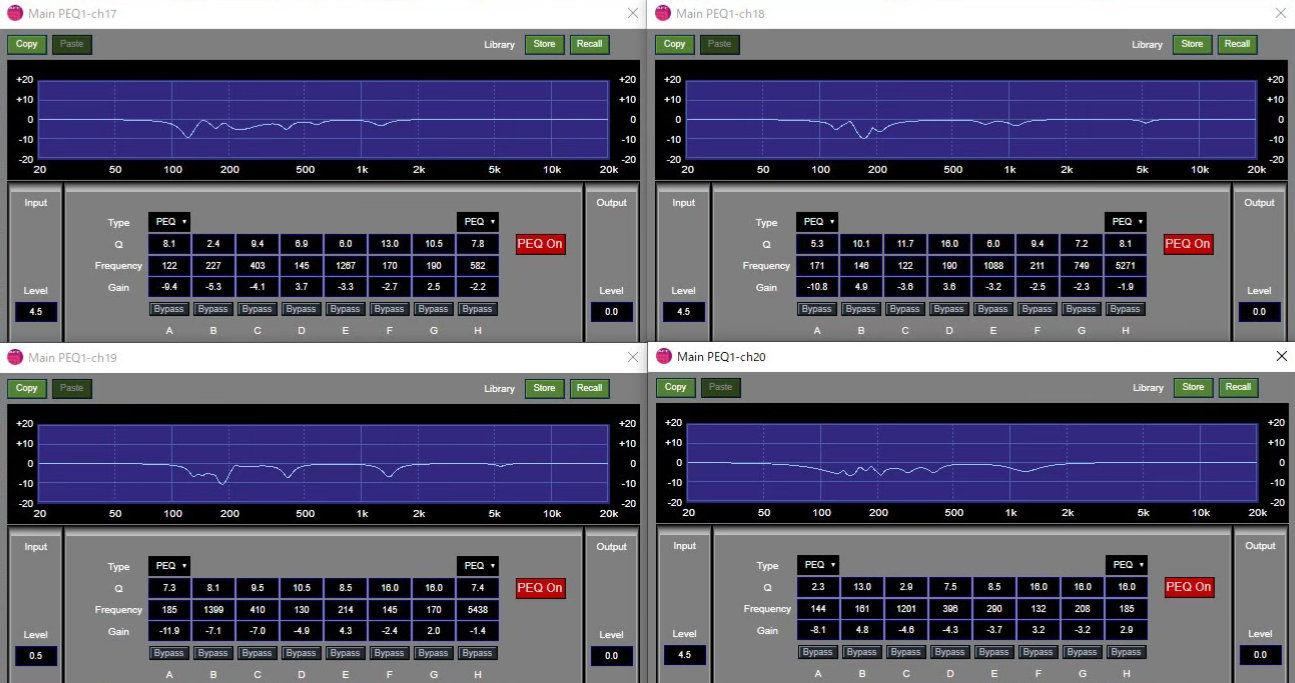 Main PEQ1-ch17
Copy Paste Library Store Recall
+20 +20
+10 +10
0 0
-10 -10
-20 -20
20 50 100 200 500 1k 2k 5k 10k 20k
Input Output
Type PEQ PEQ
Q 8.1 2.4 9.4 6.9 6.0 13.0 10.5 7.8 PEQ On
Frequency 122 227 403 145 1267 170 190 582
Gain -9.4 -5.3 -4.1 3.7 -3.3 -2.7 2.5 -2.2
Level Level
4.5 Bypass Bypass Bypass Bypass Bypass Bypass Bypass Bypass 0.0
A B C D E F G H
Main PEQ1-ch18
Copy Paste Library Store Recall
+20 +20
+10 +10
0 0
-10 -10
-20 -20
20 50 100 200 500 1k 2k 5k 10k 20k
Input Output
Type PEQ PEQ
Q 5.3 10.1 11.7 16.0 6.0 9.4 7.2 8.1 PEQ On
Frequency 171 146 122 190 1088 211 749 5271
Gain -10.8 4.9 -3.6 3.6 -3.2 -2.5 -2.3 -1.9
Level Level
4.5 Bypass Bypass Bypass Bypass Bypass Bypass Bypass Bypass 0.0
A B C D E F G H
Main PEQ1-ch19
Copy Paste Library Store Recall
+20 +20
+10 +10
0 0
-10 -10
-20 -20
20 50 100 200 500 1k 2k 5k 10k 20k
Input Output
Type PEQ PEQ
Q 7.3 8.1 9.5 10.5 8.5 16.0 16.0 7.4 PEQ On
Frequency 185 1399 410 130 214 145 170 5438
Gain -11.9 -7.1 -7.0 -4.9 4.3 -2.4 2.0 -1.4
Level Level
0.5 Bypass Bypass Bypass Bypass Bypass Bypass Bypass Bypass 0.0
A B C D E F G H
Main PEQ1-ch20
Copy Paste Library Store Recall
+20 +20
+10 +10
0 0
-10 -10
-20 -20
20 50 100 200 500 1k 2k 5k 10k 20k
Input Output
Type PEQ PEQ
Q 2.3 13.0 2.9 7.5 8.5 16.0 16.0 16.0 PEQ On
Frequency 144 161 1201 396 290 132 208 185
Gain -8.1 4.8 -4.6 -4.3 -3.7 3.2 -3.2 2.9
Level Level
4.5 Bypass Bypass Bypass Bypass Bypass Bypass Bypass Bypass 0.0
A B C D E F G H